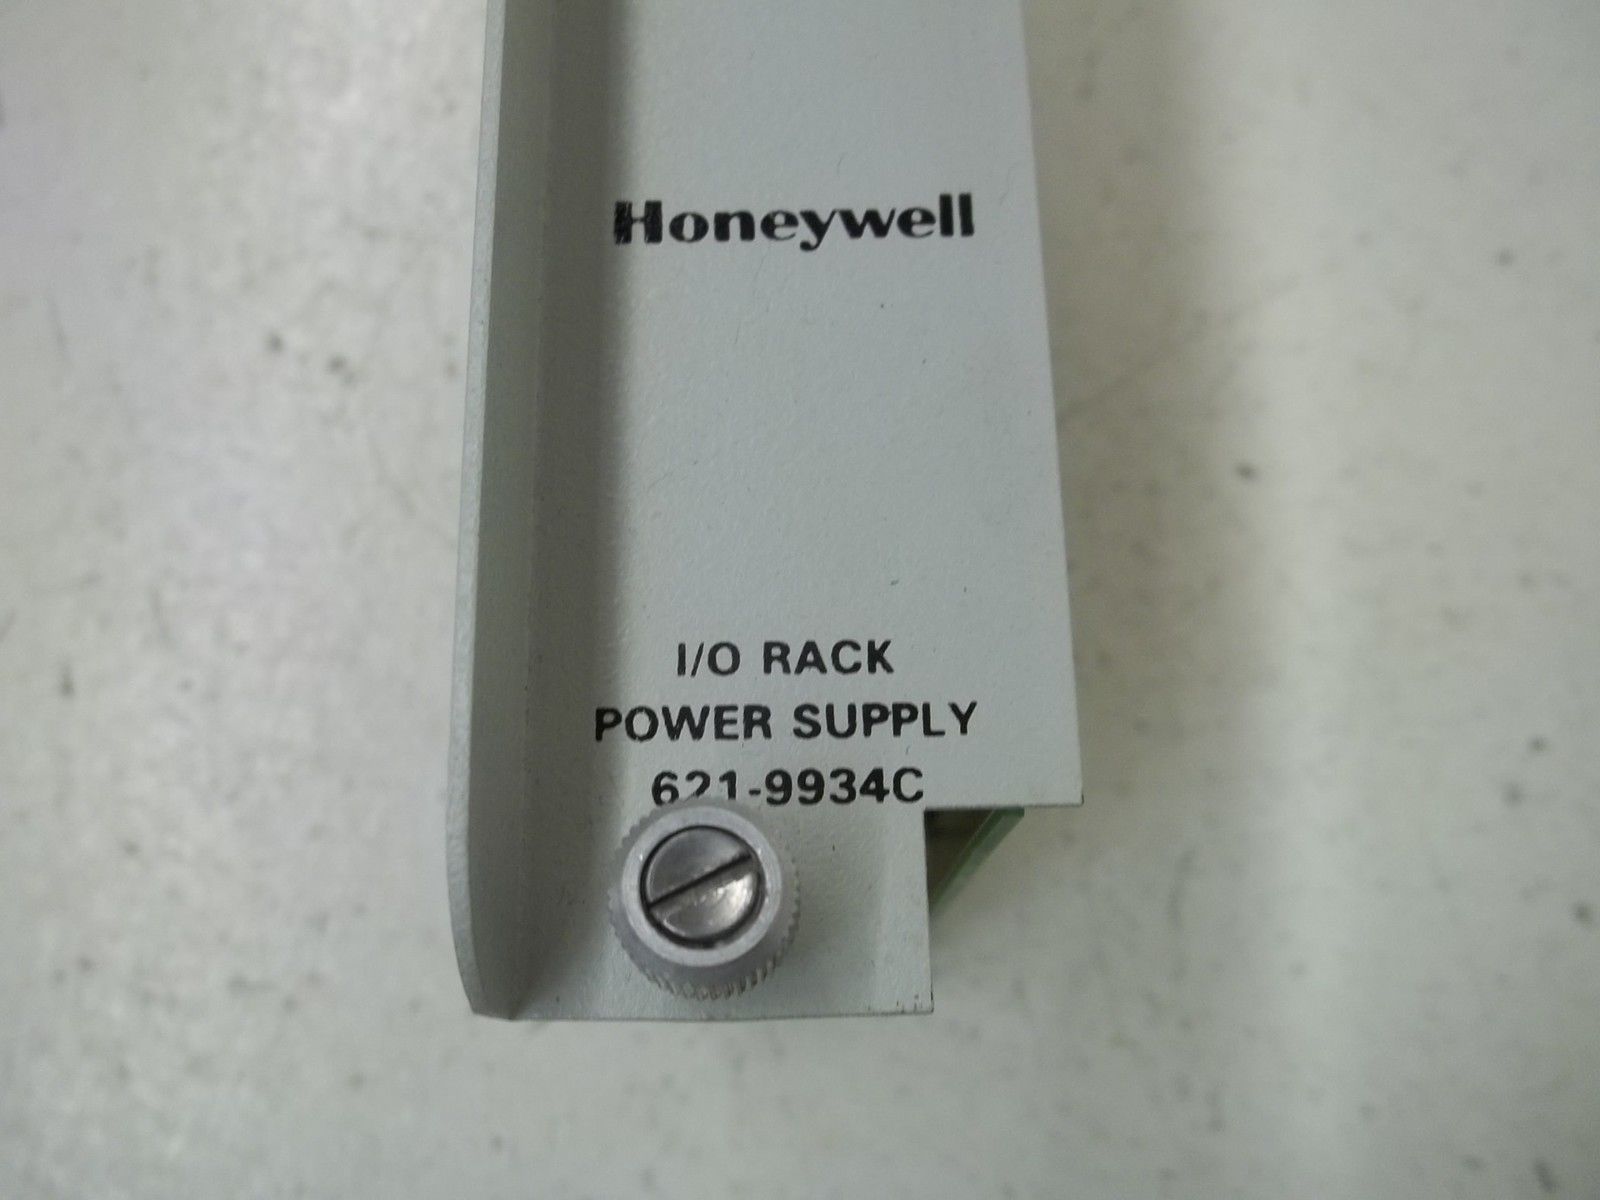 Honeywell
I/O RACK
POWER SUPPLY
621-9934C